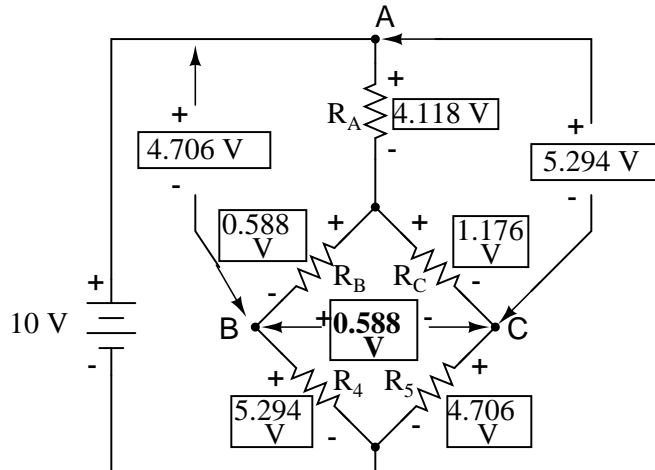 A
+
+
+
R_A
4.118 V
4.706 V
5.294 V
-
-
-
0.588
V
+
+
1.176
V
+
R_B
R_C
-
-
10 V
B
+
0.588
V
-
C
-
+
R_4
R_5
+
5.294
V
4.706
V
-
-